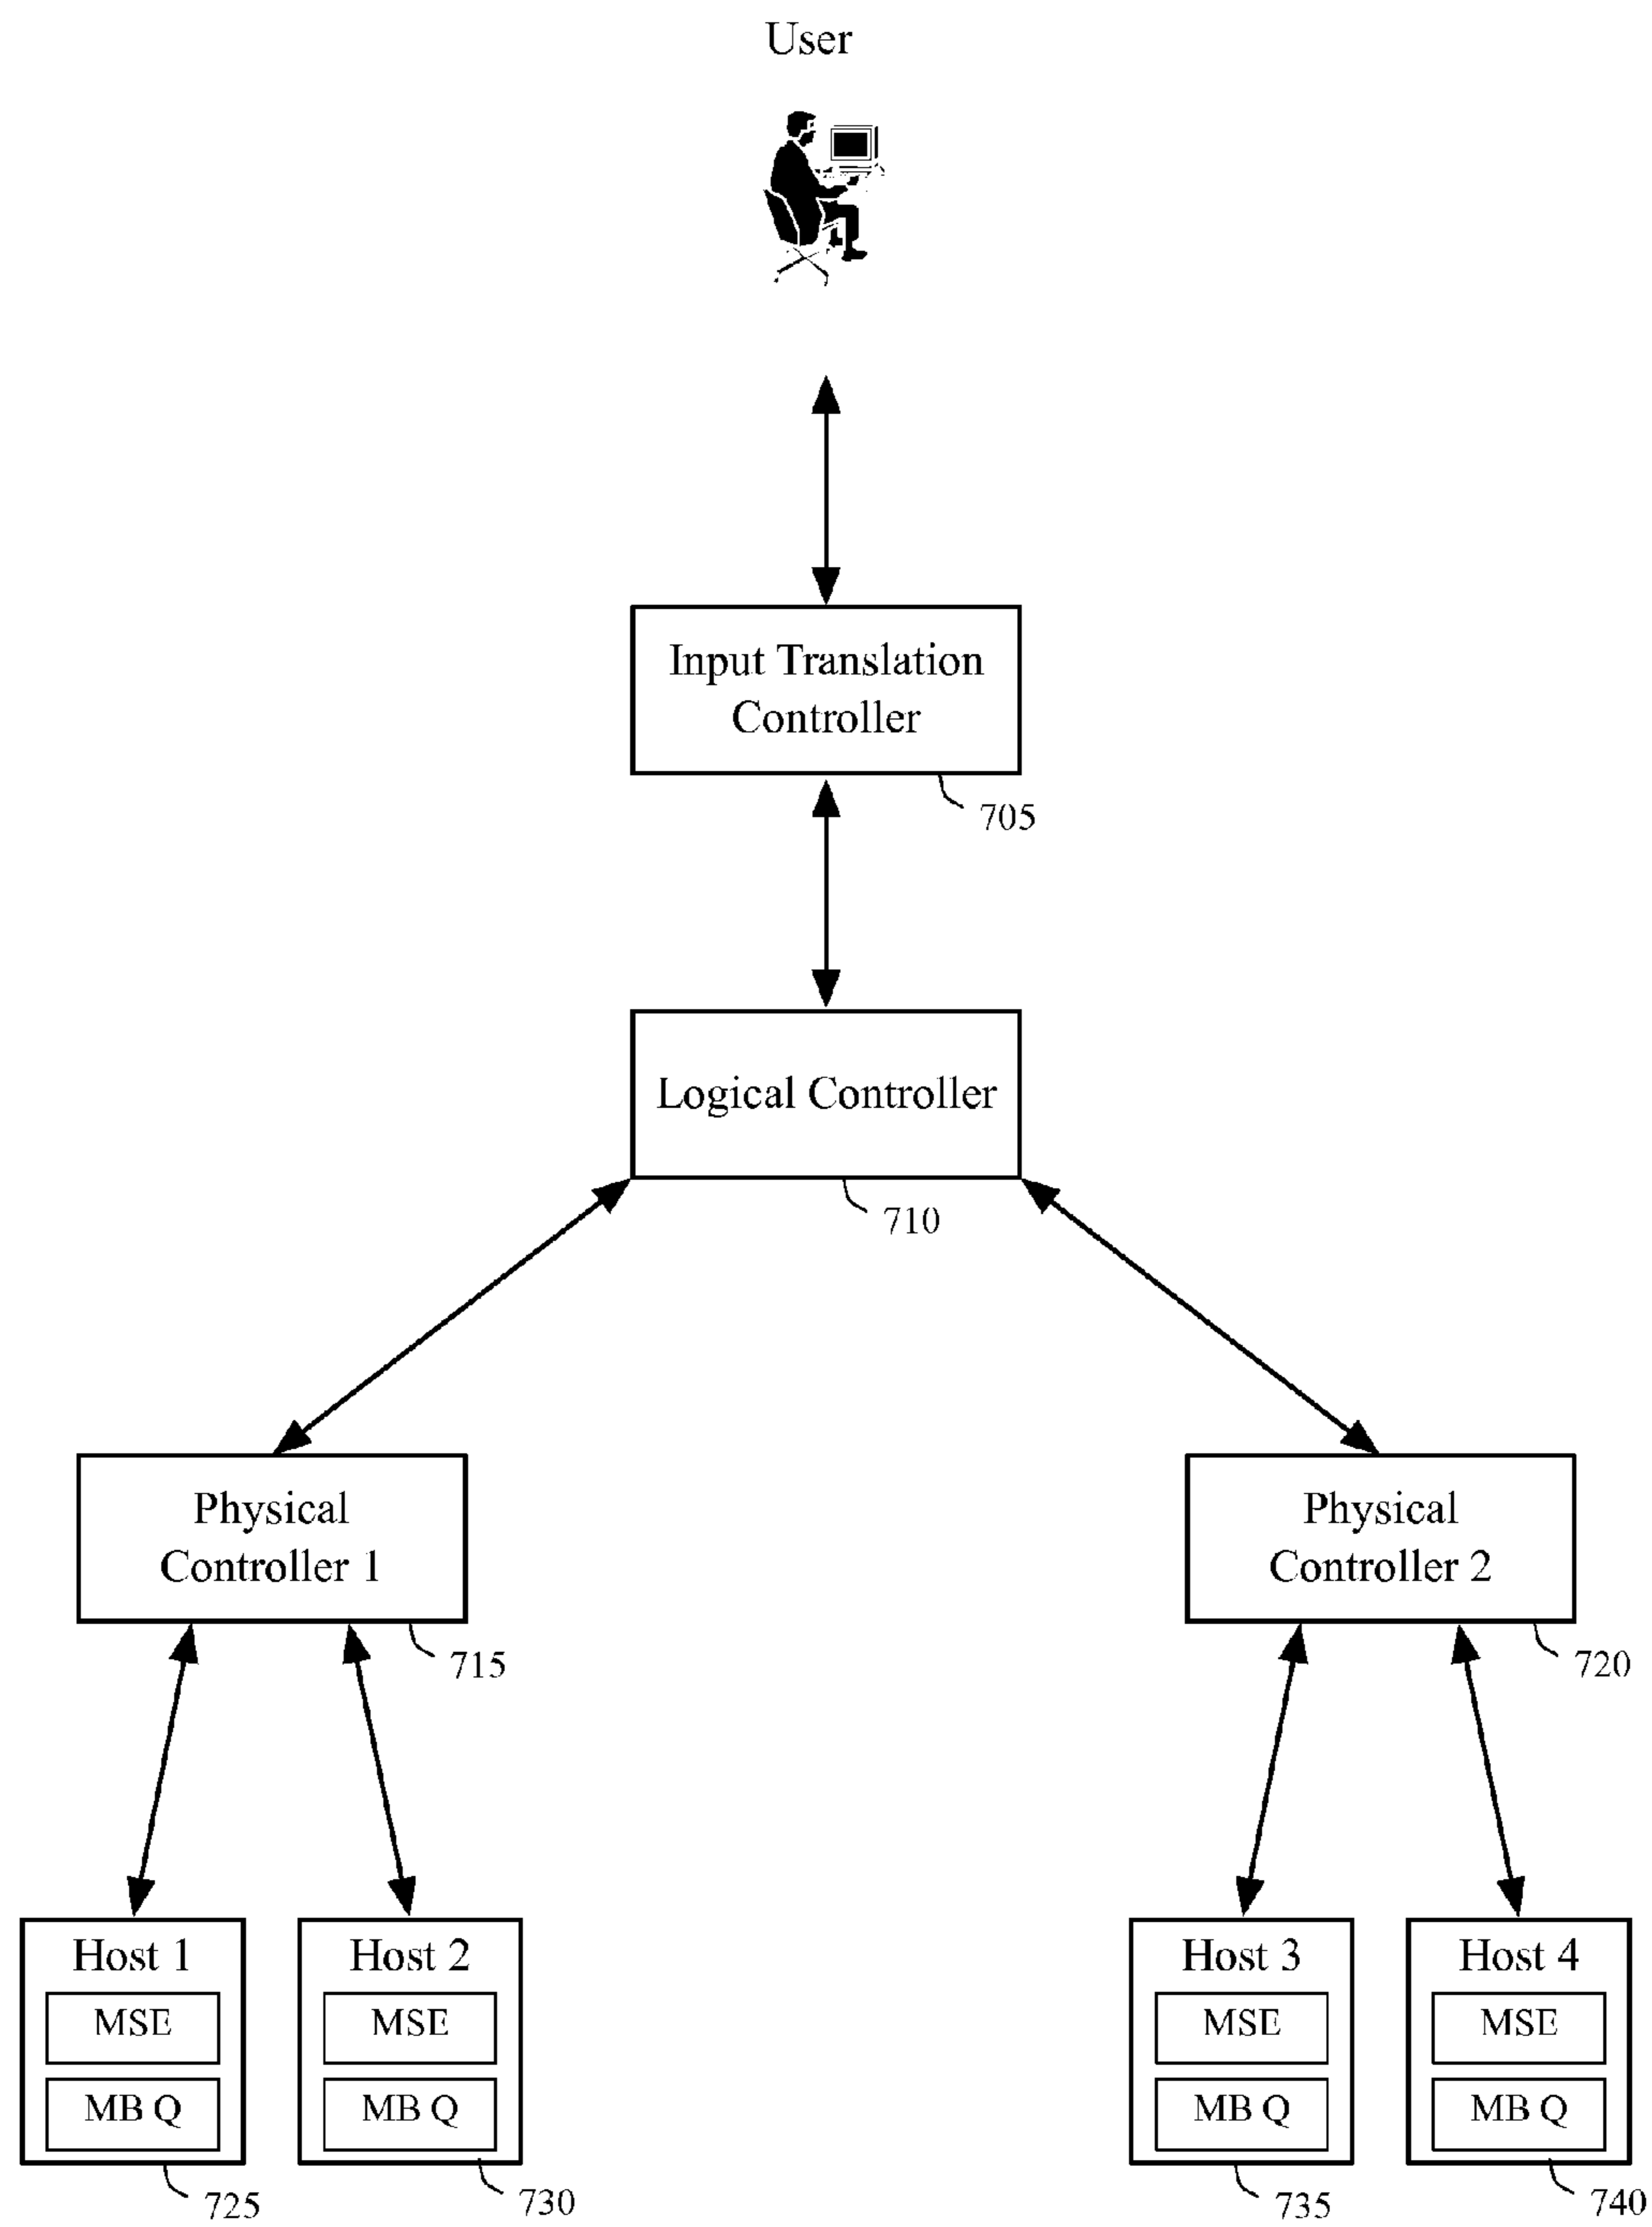 User
Input Translation
Controller
705
Logical Controller
710
Physical
Controller 1
715
Physical
Controller 2
720
Host 1
MSE
MB Q
725
Host 2
MSE
MB Q
730
Host 3
MSE
MB Q
735
Host 4
MSE
MB Q
740